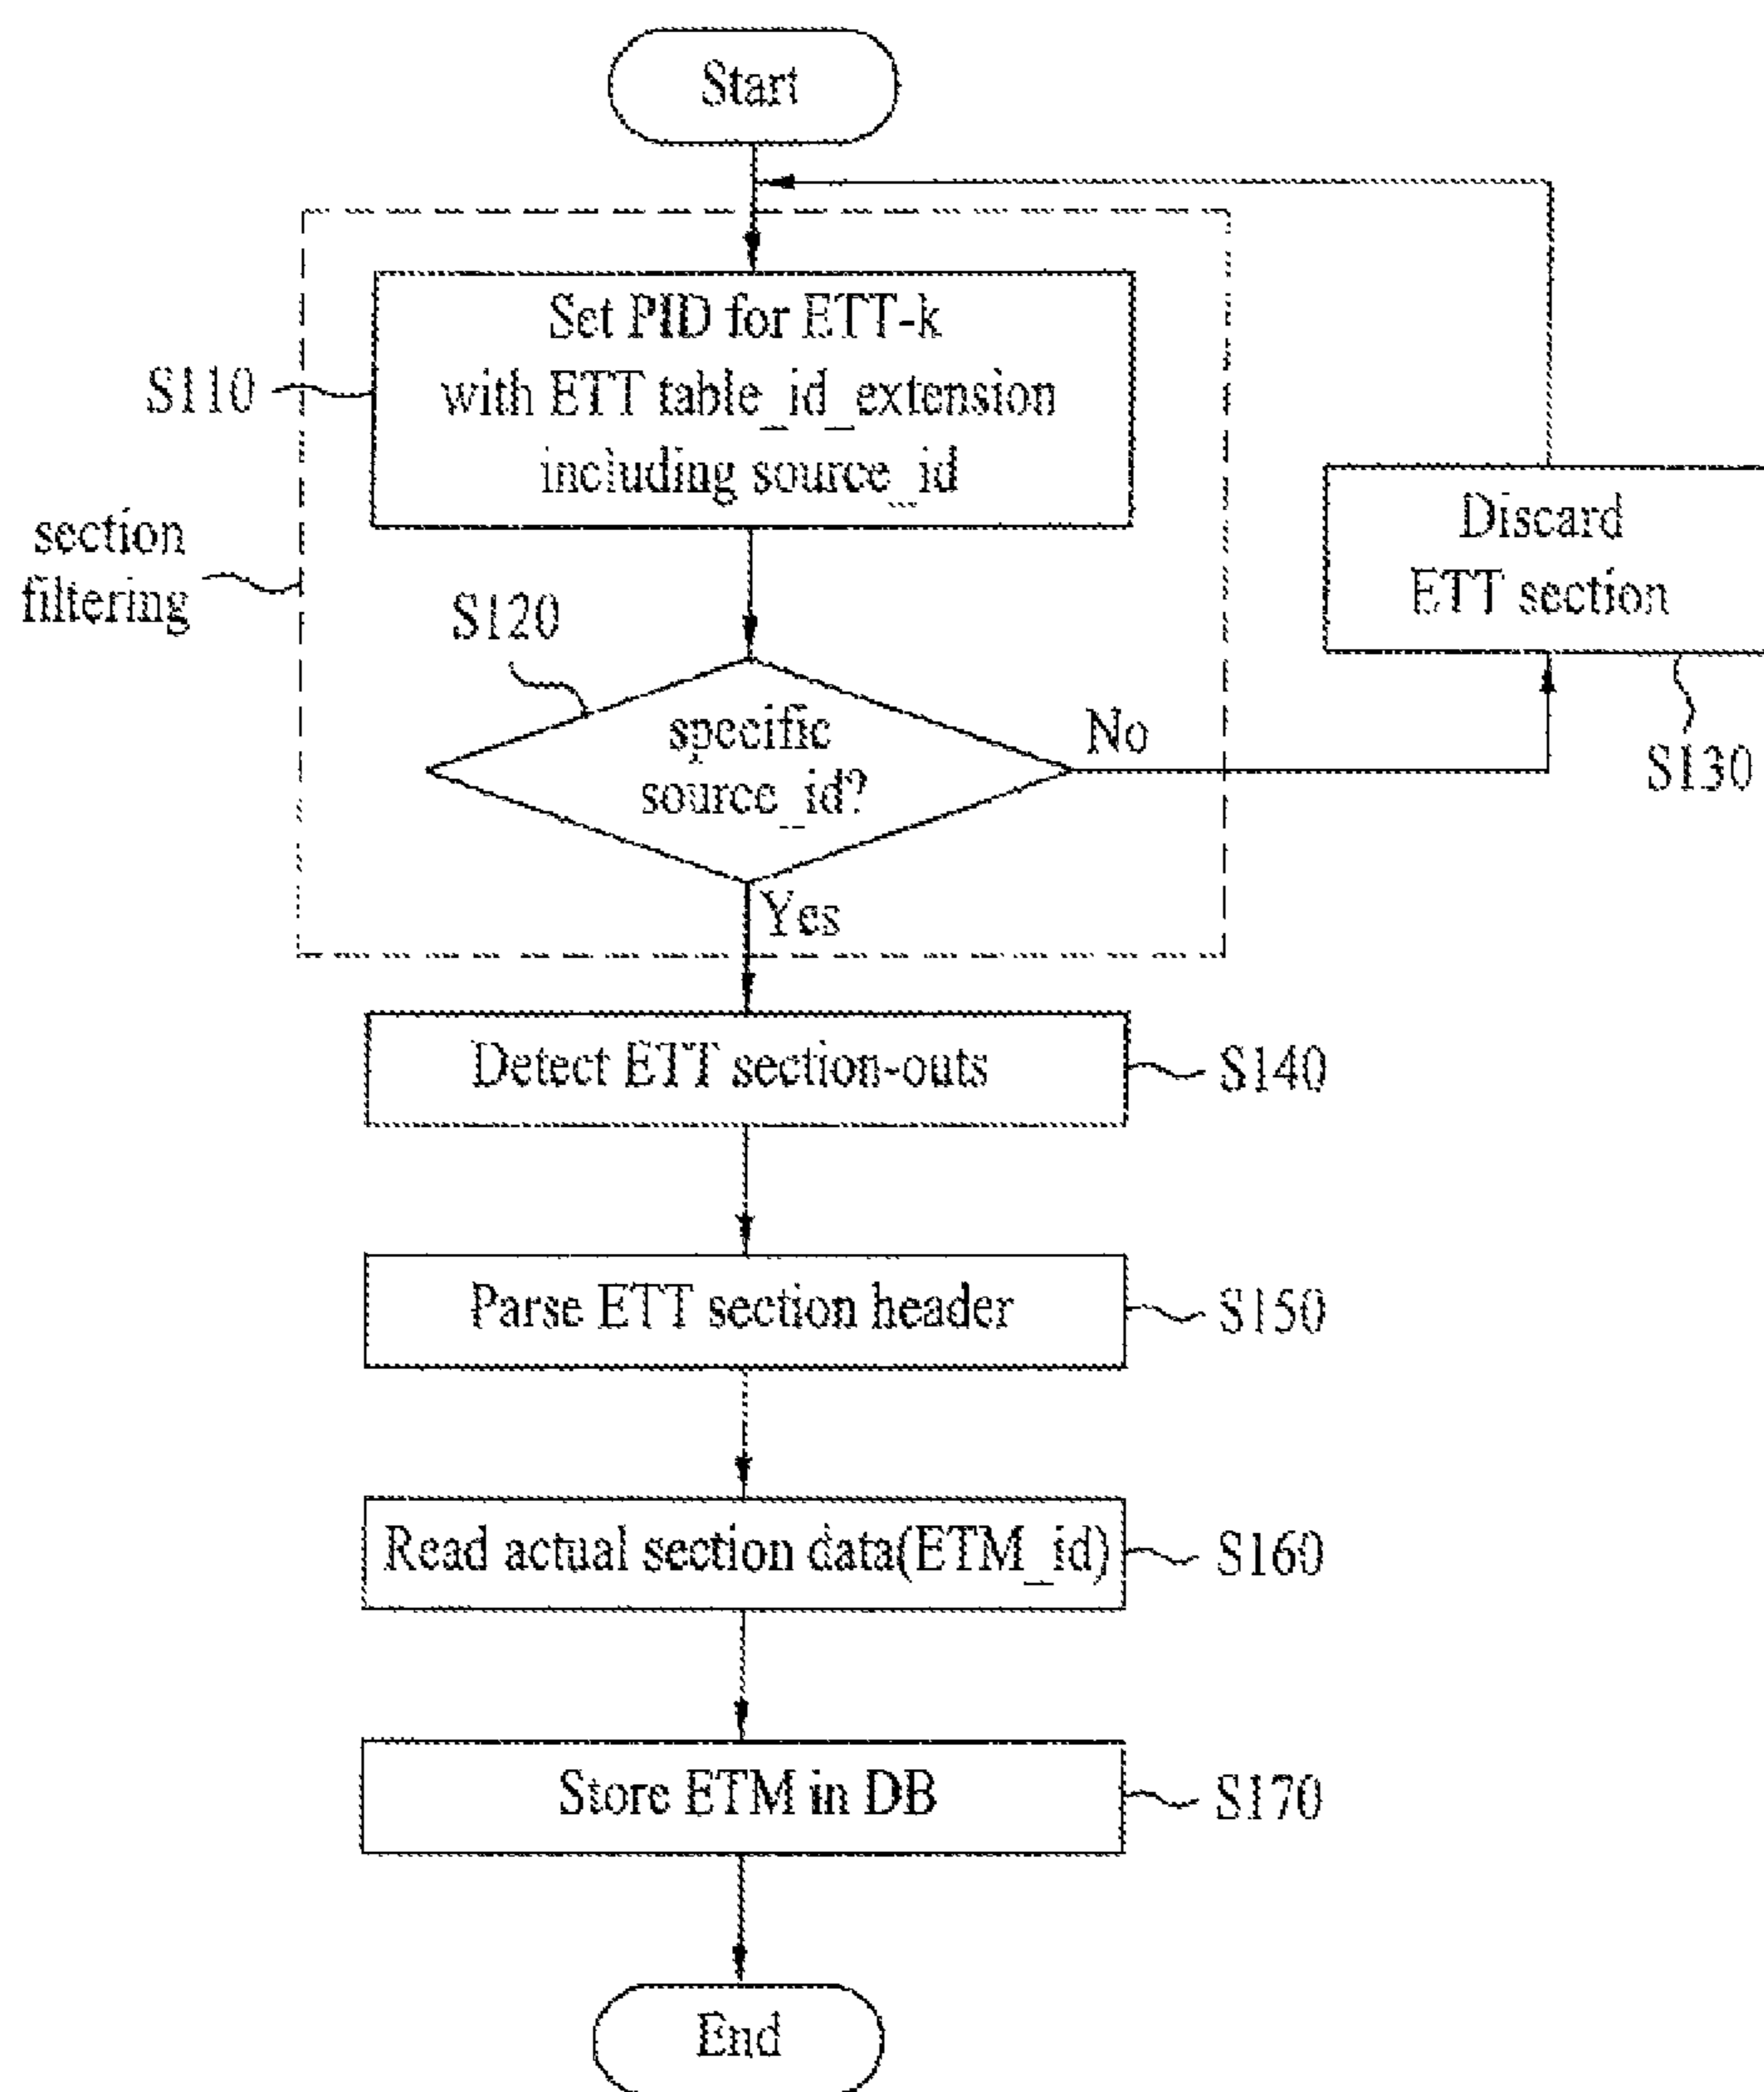 Start
S110
Set PID for ETT-k
with ETT table_id_extension
including source_id
section
filtering
Discard
ETT section
S120
specific
source_id?
No
S130
Yes
Detect ETT section-outs
S140
Parse ETT section header
S150
Read actual section data(ETM_id)
S160
Store ETM in DB
S170
End